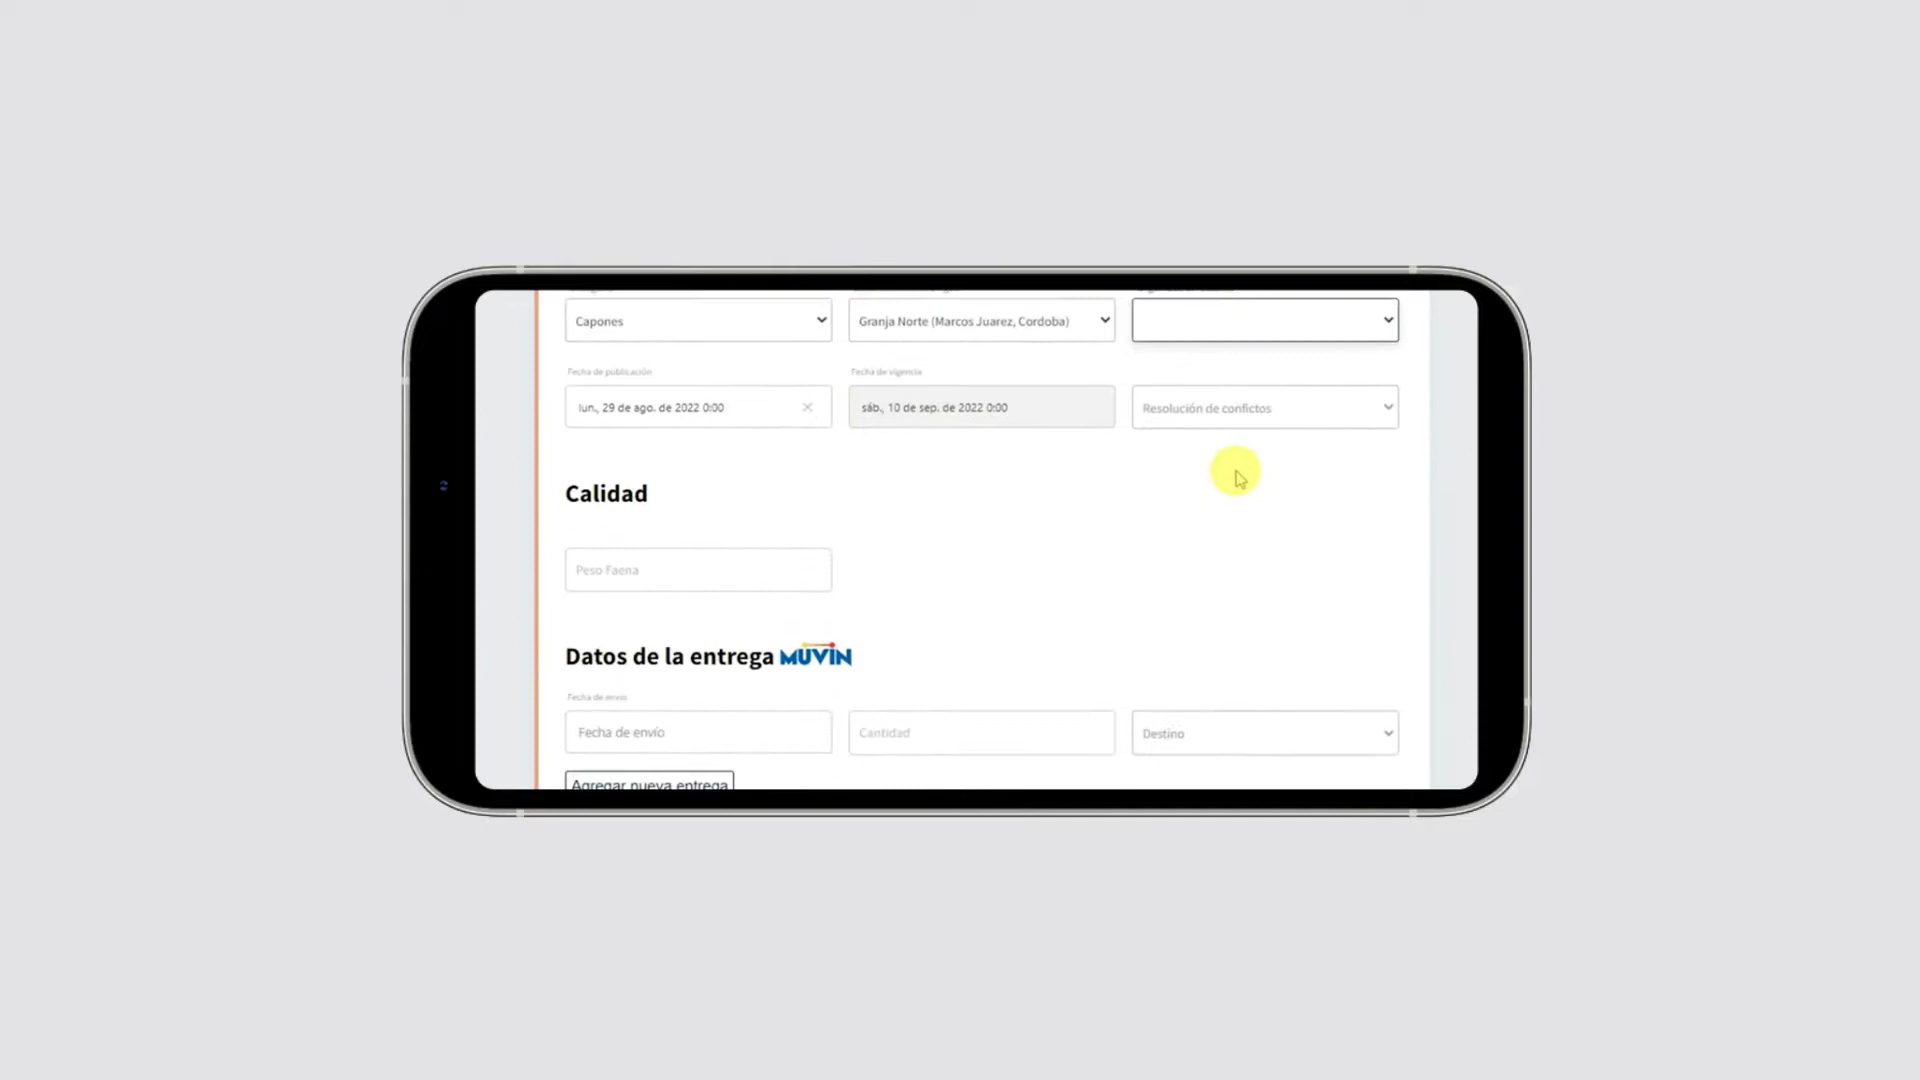 Capones
Granja Norte (Marcos Juarez, Cordoba)
Fecha de publicación
Fecha de vigencia
lun., 29 de ago. de 2022 0:00
sáb., 10 de sep. de 2022 0:00
Resolución de conflictos
Calidad
Peso Faena
Datos de la entrega MUVIN
Fecha de envío
Fecha de envío
Cantidad
Destino
Agregar nueva entrega